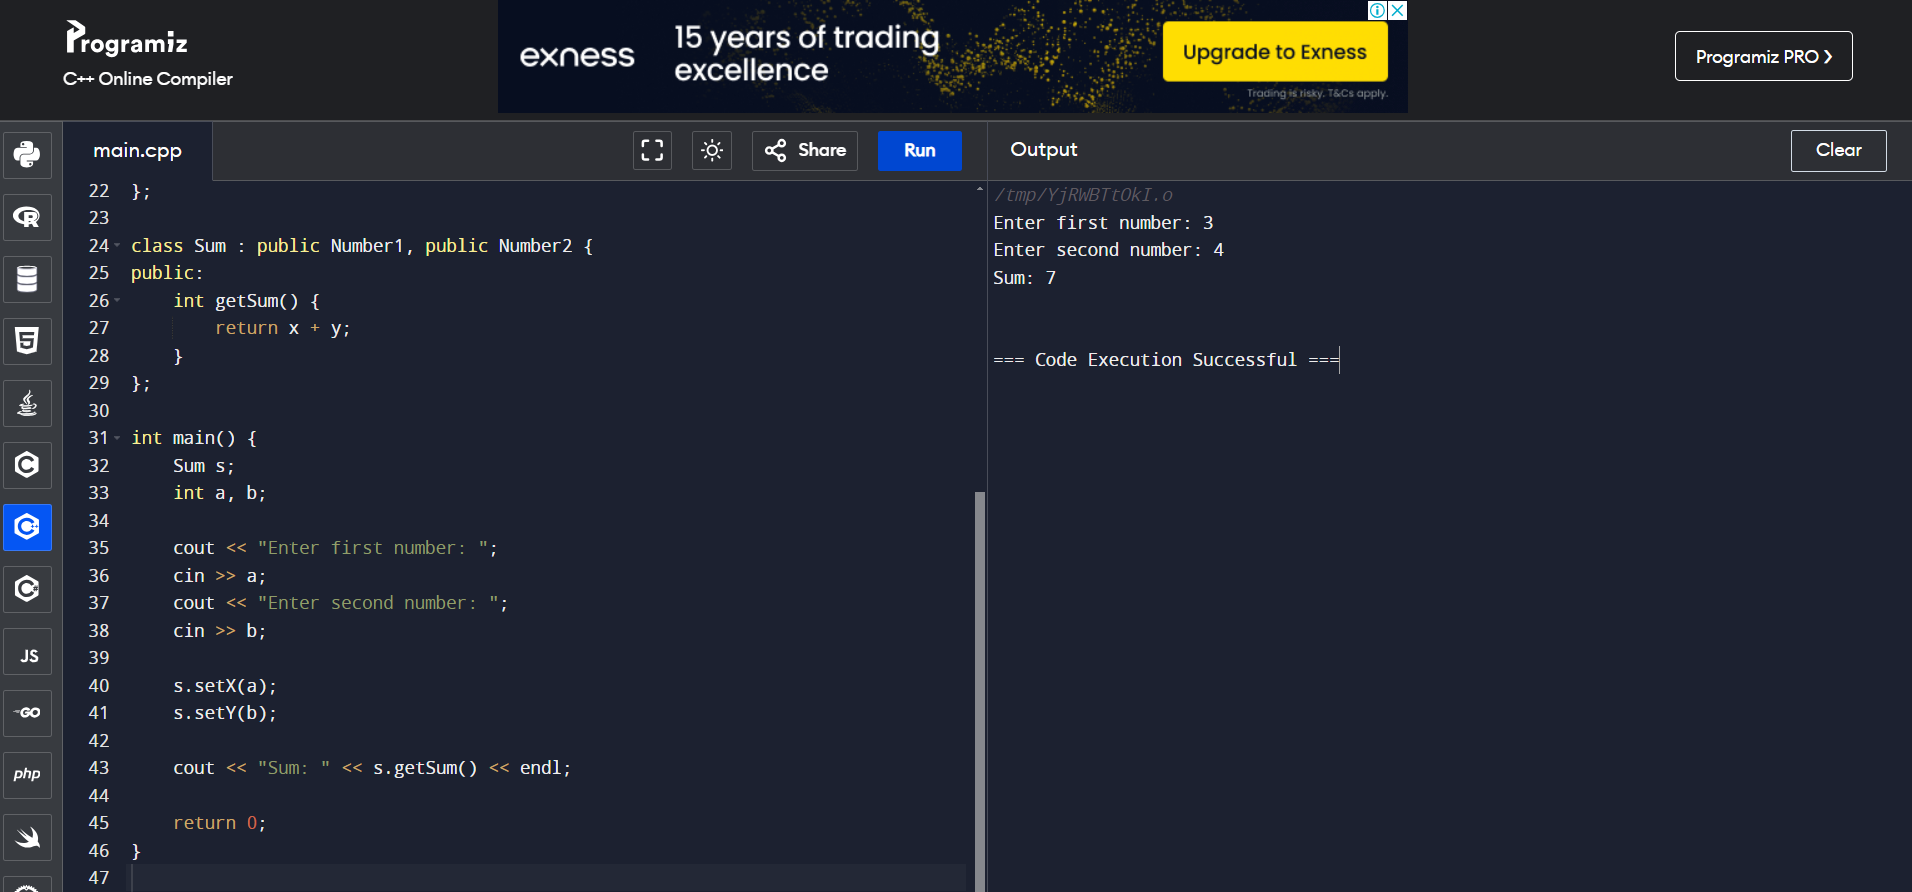 Programiz
C++ Online Compiler
exness
15 years of trading
excellence
Upgrade to Exness
Trading is risky. T&Cs apply.
Programiz PRO ❯
main.cpp
Share
Run
Output
Clear
22 };
23
24 class Sum : public Number1, public Number2 {
25 public:
26     int getSum() {
27         return x + y;
28     }
29 };
30
31 int main() {
32     Sum s;
33     int a, b;
34
35     cout << "Enter first number: ";
36     cin >> a;
37     cout << "Enter second number: ";
38     cin >> b;
39
40     s.setX(a);
41     s.setY(b);
42
43     cout << "Sum: " << s.getSum() << endl;
44
45     return 0;
46 }
47
/tmp/YjRWBTtOkI.o
Enter first number: 3
Enter second number: 4
Sum: 7
=== Code Execution Successful ===
R
5
C
C++
C#
JS
GO
php